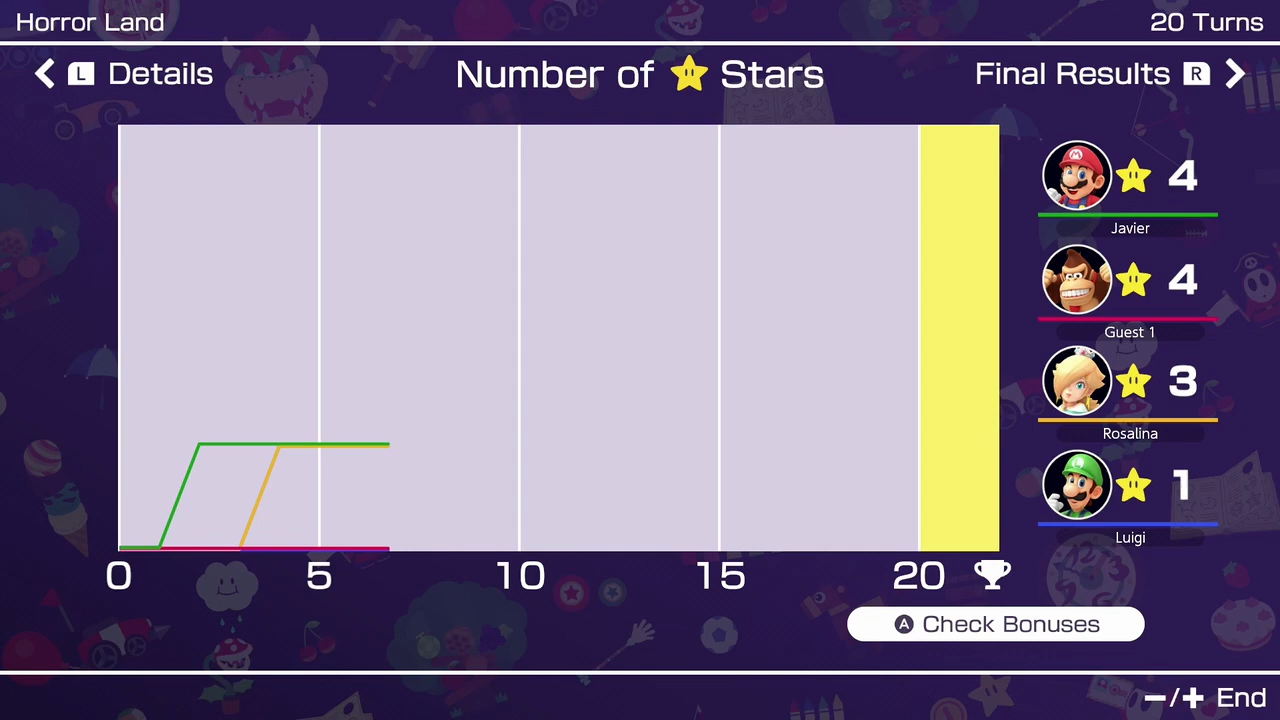 Horror Land
20 Turns
L Details
Number of Stars
Final Results R
4
Javier
4
Guest 1
3
Rosalina
1
Luigi
0 5 10 15 20
A Check Bonuses
−/+ End